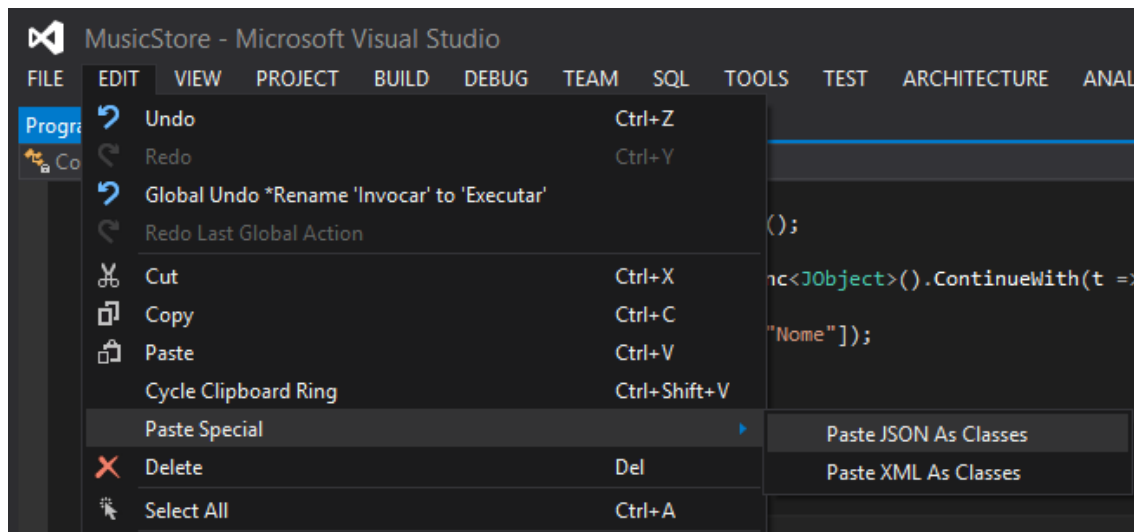 MusicStore - Microsoft Visual Studio
FILE EDIT VIEW PROJECT BUILD DEBUG TEAM SQL TOOLS TEST ARCHITECTURE ANAL
Progra
Co
Undo Ctrl+Z
Redo Ctrl+Y
Global Undo *Rename 'Invocar' to 'Executar'
();
Redo Last Global Action
Cut Ctrl+X
nc<JObject>().ContinueWith(t =>
Copy Ctrl+C
"Nome"]);
Paste Ctrl+V
Cycle Clipboard Ring Ctrl+Shift+V
Paste Special
Paste JSON As Classes
Delete Del
Paste XML As Classes
Select All Ctrl+A